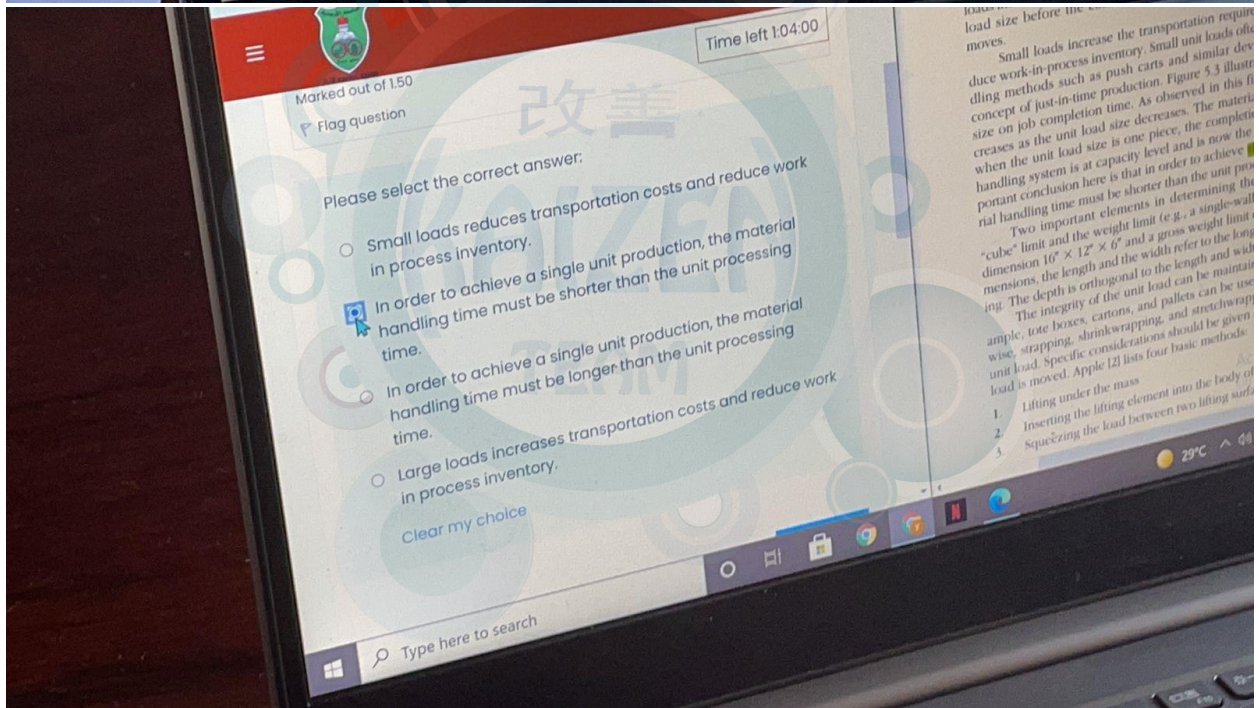 Time left 1:04:00
Marked out of 1.50
Flag question
改善
KAIZEN
TEAM
Please select the correct answer:
Small loads reduces transportation costs and reduce work
in process inventory.
In order to achieve a single unit production, the material
handling time must be shorter than the unit processing
time.
In order to achieve a single unit production, the material
handling time must be longer than the unit processing
time.
Large loads increases transportation costs and reduce work
in process inventory.
Clear my choice
Type here to search
load size before the
moves.
Small loads increase the transportation require
duce work-in-process inventory. Small unit loads ofte
dling methods such as push carts and similar dev
concept of just-in-time production. Figure 5.3 illustr
size on job completion time. As observed in this f
creases as the unit load size decreases. The materia
when the unit load size is one piece, the completi
handling system is at capacity level and is now the
portant conclusion here is that in order to achieve
rial handling time must be shorter than the unit pro
Two important elements in determining the
"cube" limit and the weight limit (e.g., a single-wall
dimension 16" × 12" × 6" and a gross weight limit
mensions, the length and the width refer to the long
ing. The depth is orthogonal to the length and wid
The integrity of the unit load can be maintain
ample, tote boxes, cartons, and pallets can be use
wise, strapping, shrinkwrapping, and stretchwrap
unit load. Specific considerations should be given
load is moved. Apple [2] lists four basic methods:
1. Lifting under the mass
2. Inserting the lifting element into the body of
3. Squeezing the load between two lifting surfa
29°C